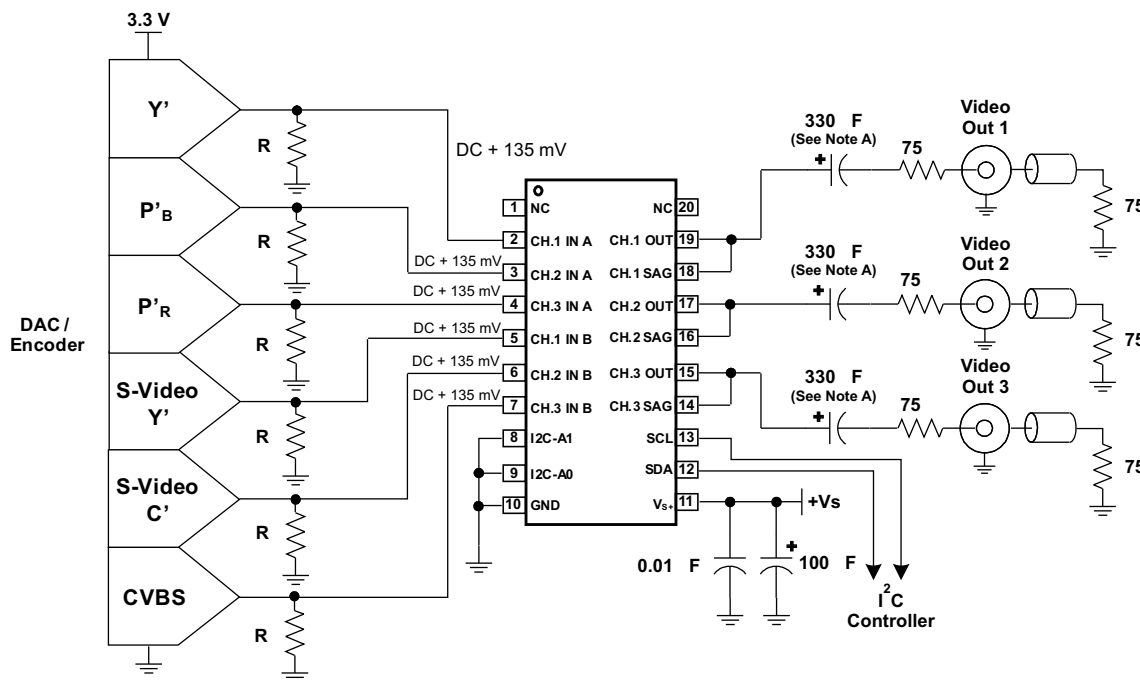 3.3 V
Y'
R
P'B
R
P'R
R
DAC /
Encoder
S-Video
Y'
R
S-Video
C'
R
CVBS
R
DC + 135 mV
DC + 135 mV
DC + 135 mV
DC + 135 mV
DC + 135 mV
DC + 135 mV
1 NC
2 CH.1 IN A
3 CH.2 IN A
4 CH.3 IN A
5 CH.1 IN B
6 CH.2 IN B
7 CH.3 IN B
8 I2C-A1
9 I2C-A0
10 GND
NC 20
CH.1 OUT 19
CH.1 SAG 18
CH.2 OUT 17
CH.2 SAG 16
CH.3 OUT 15
CH.3 SAG 14
SCL 13
SDA 12
VS+ 11
330 F
(See Note A)
+
75
Video
Out 1
75
330 F
(See Note A)
+
75
Video
Out 2
75
330 F
(See Note A)
+
75
Video
Out 3
75
+Vs
0.01 F
+
100 F
I2C
Controller